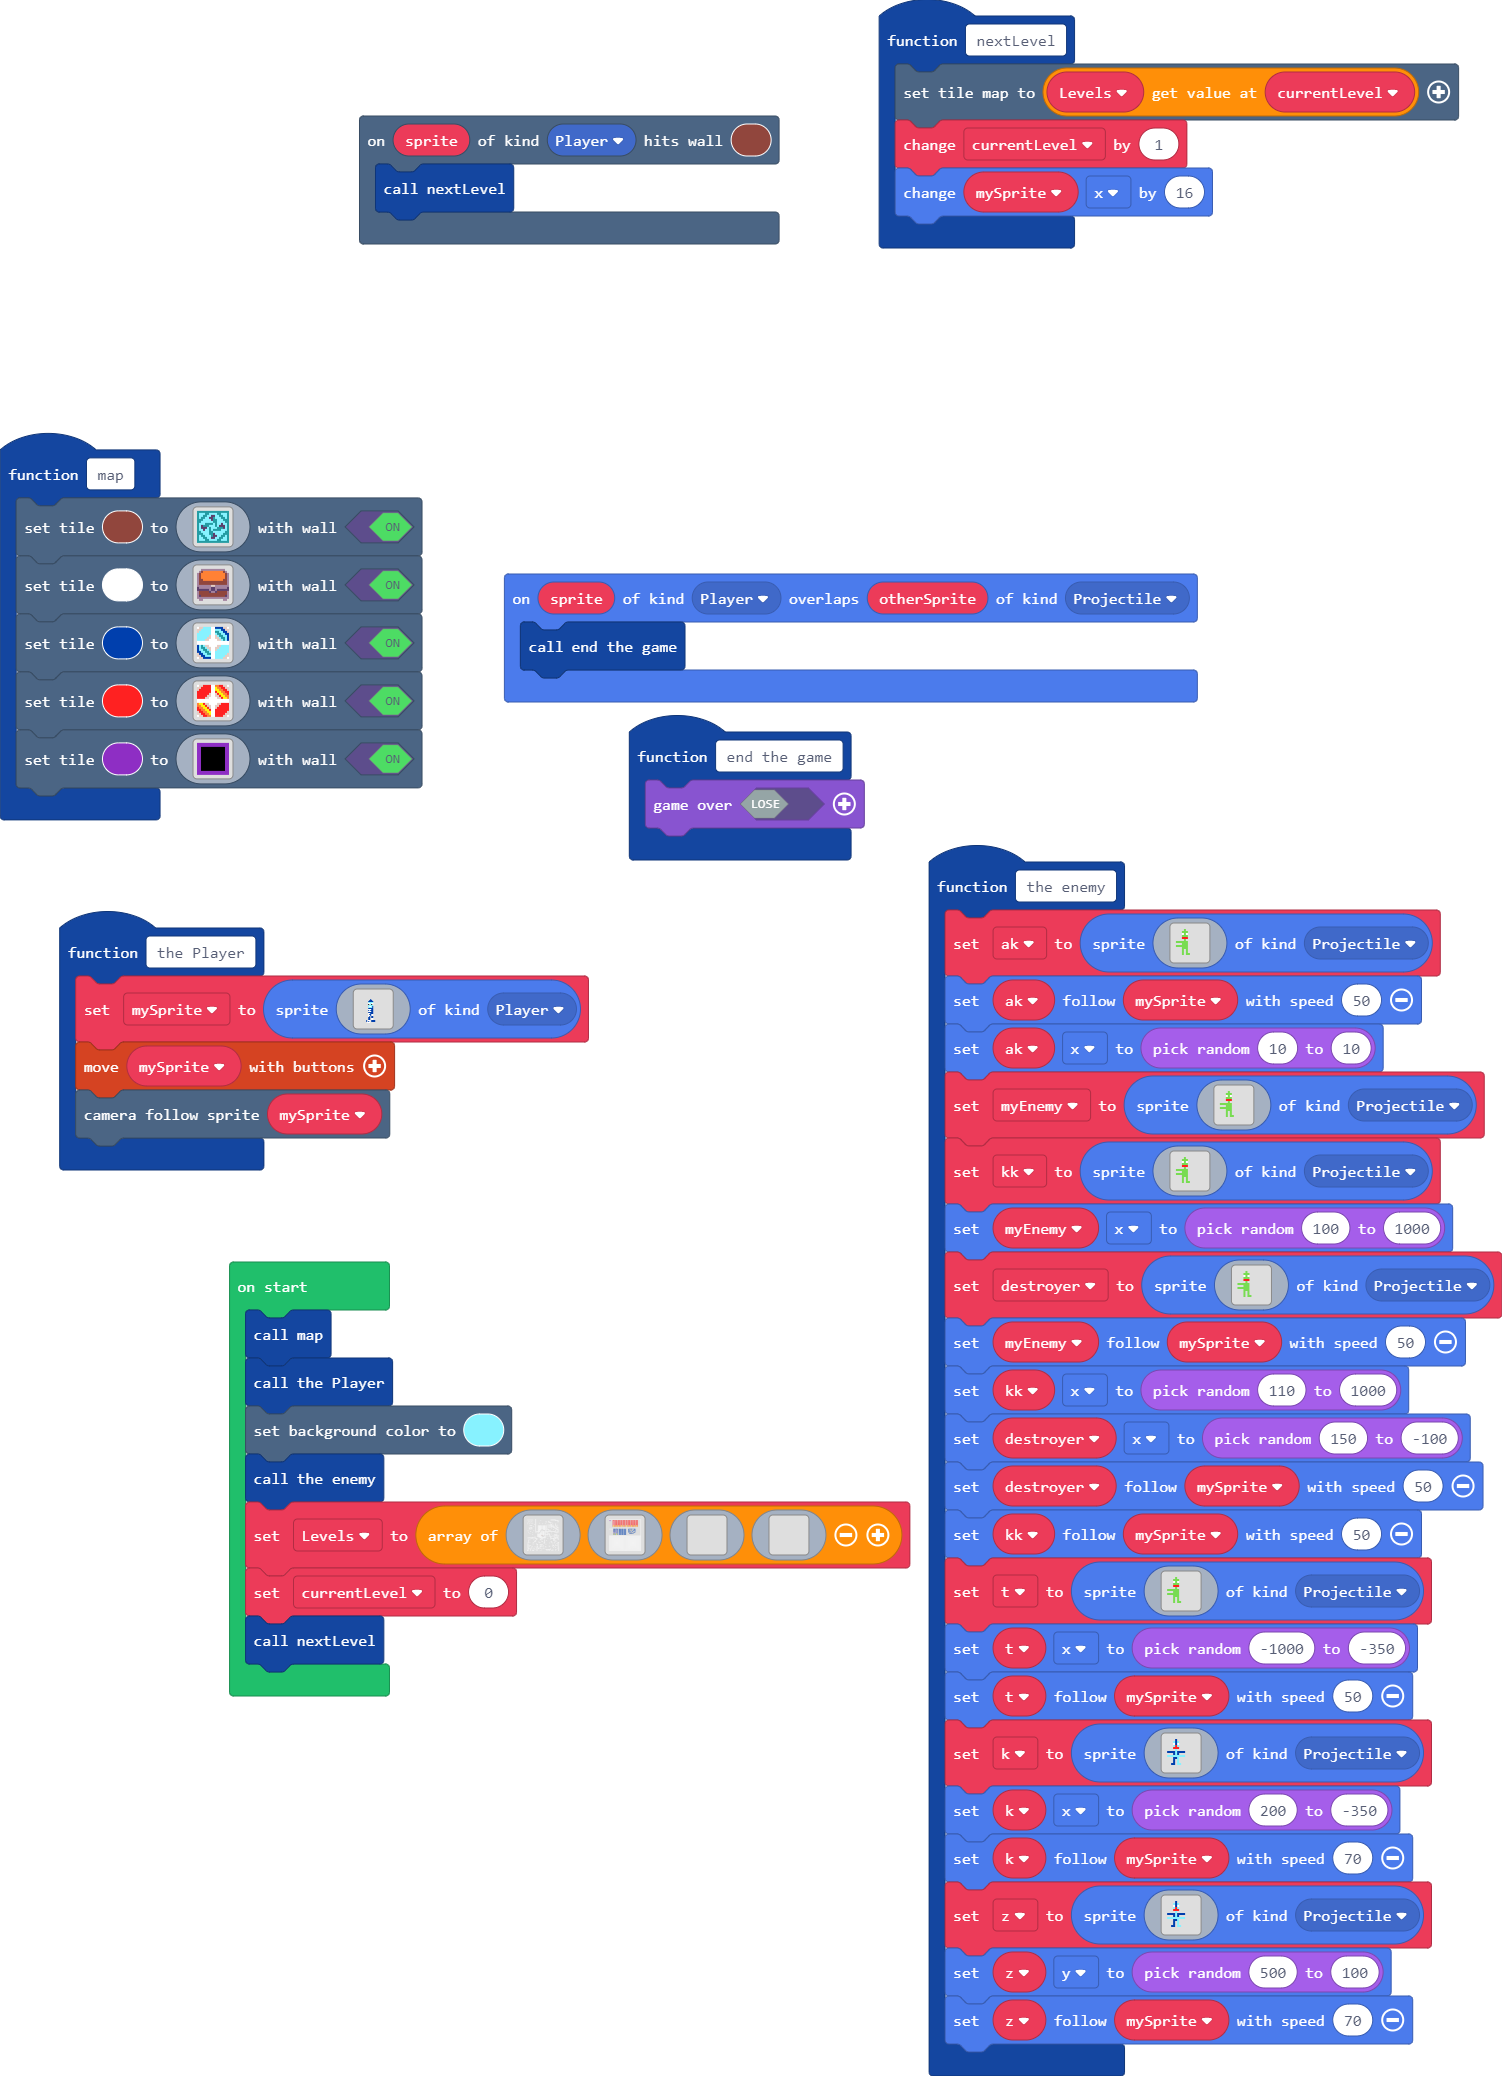 function nextLevel
set tile map to Levels get value at currentLevel
change currentLevel by 1
change mySprite x by 16
on sprite of kind Player hits wall
call nextLevel
function map
set tile to with wall ON
set tile to with wall ON
set tile to with wall ON
set tile to with wall ON
set tile to with wall ON
on sprite of kind Player overlaps otherSprite of kind Projectile
call end the game
function end the game
game over LOSE
function the Player
set mySprite to sprite of kind Player
move mySprite with buttons
camera follow sprite mySprite
on start
call map
call the Player
set background color to
call the enemy
set Levels to array of
set currentLevel to 0
call nextLevel
function the enemy
set ak to sprite of kind Projectile
set ak follow mySprite with speed 50
set ak x to pick random 10 to 10
set myEnemy to sprite of kind Projectile
set kk to sprite of kind Projectile
set myEnemy x to pick random 100 to 1000
set destroyer to sprite of kind Projectile
set myEnemy follow mySprite with speed 50
set kk x to pick random 110 to 1000
set destroyer x to pick random 150 to -100
set destroyer follow mySprite with speed 50
set kk follow mySprite with speed 50
set t to sprite of kind Projectile
set t x to pick random -1000 to -350
set t follow mySprite with speed 50
set k to sprite of kind Projectile
set k x to pick random 200 to -350
set k follow mySprite with speed 70
set z to sprite of kind Projectile
set z y to pick random 500 to 100
set z follow mySprite with speed 70